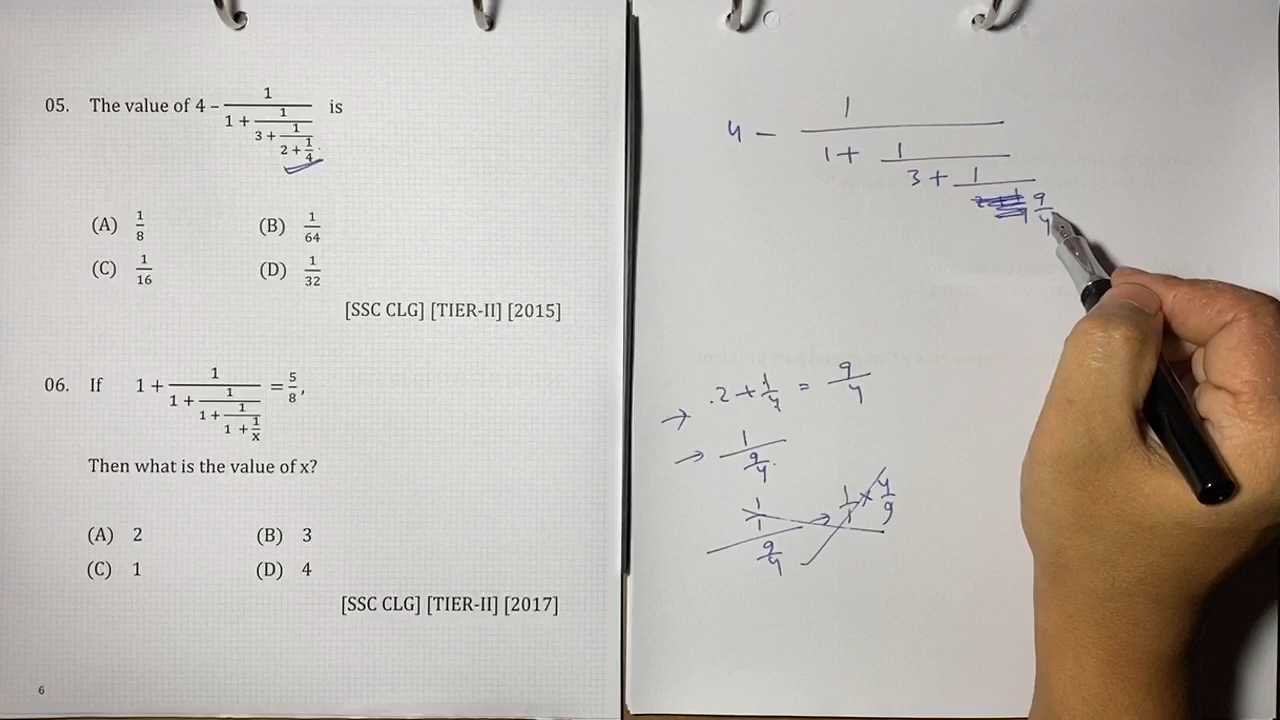 05. The value of 4 − 1/(1 + 1/(3 + 1/(2 + 1/4))) is
(A) 1/8 (B) 1/64
(C) 1/16 (D) 1/32
[SSC CLG] [TIER-II] [2015]
06. If 1 + 1/(1 + 1/(1 + 1/(1 + 1/x))) = 5/8,
Then what is the value of x?
(A) 2 (B) 3
(C) 1 (D) 4
[SSC CLG] [TIER-II] [2017]
6
4 − 1/(1 + 1/(3 + 1/(9/4)))
→ .2 + 1/4 = 9/4
→ 1/(9/4)
(1/1)/(9/4) → 1/1 × 4/9